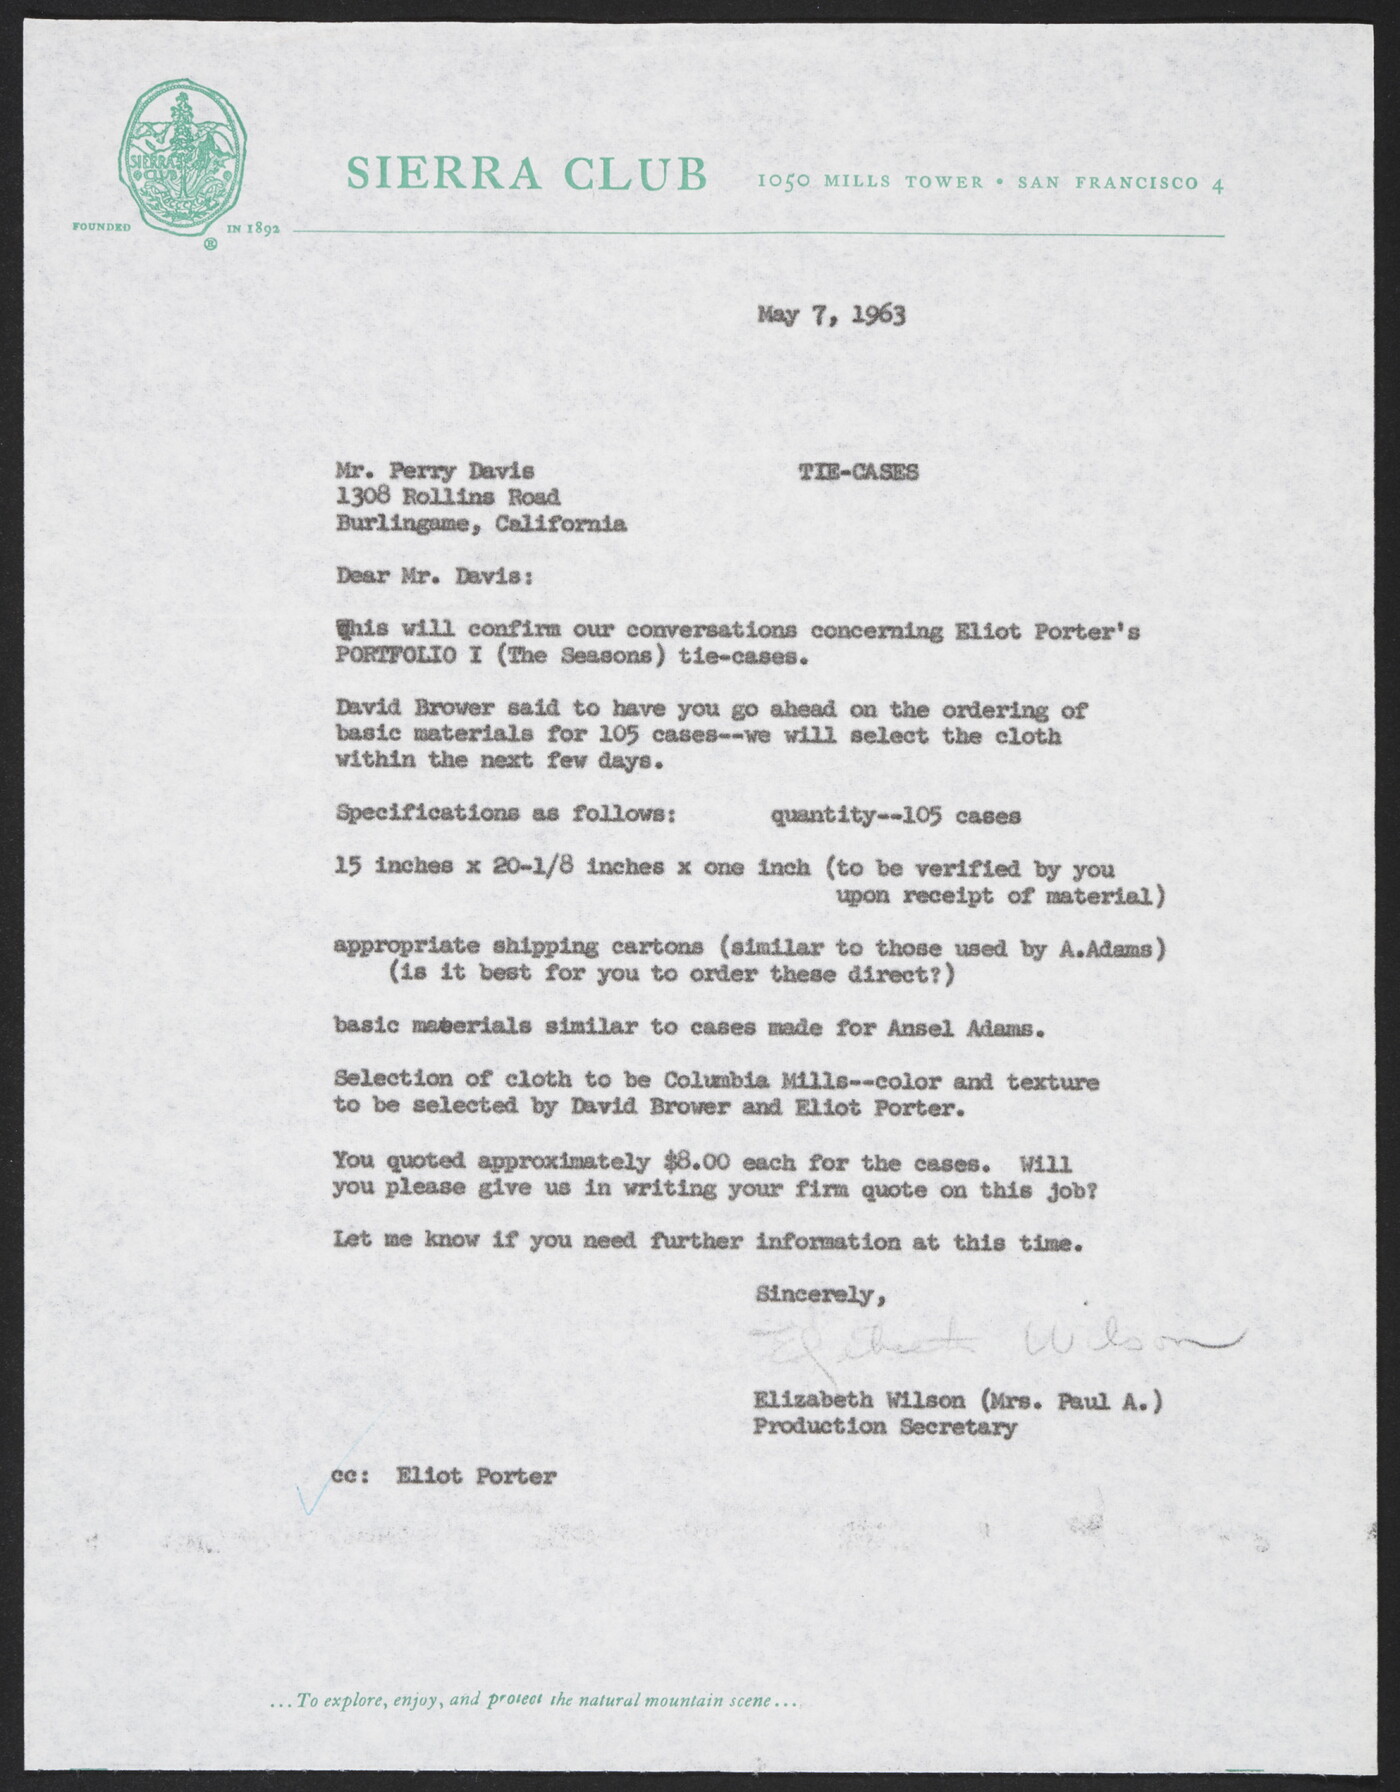 SIERRA CLUB
FOUNDED IN 1892
®
SIERRA CLUB 1050 MILLS TOWER • SAN FRANCISCO 4
May 7, 1963
Mr. Perry Davis TIE-CASES
1308 Rollins Road
Burlingame, California
Dear Mr. Davis:
This will confirm our conversations concerning Eliot Porter's
PORTFOLIO I (The Seasons) tie-cases.
David Brower said to have you go ahead on the ordering of
basic materials for 105 cases--we will select the cloth
within the next few days.
Specifications as follows: quantity--105 cases
15 inches x 20-1/8 inches x one inch (to be verified by you
upon receipt of material)
appropriate shipping cartons (similar to those used by A.Adams)
(is it best for you to order these direct?)
basic materials similar to cases made for Ansel Adams.
Selection of cloth to be Columbia Mills--color and texture
to be selected by David Brower and Eliot Porter.
You quoted approximately $8.00 each for the cases. Will
you please give us in writing your firm quote on this job?
Let me know if you need further information at this time.
Sincerely,
Elizabeth Wilson
Elizabeth Wilson (Mrs. Paul A.)
Production Secretary
cc: Eliot Porter
...To explore, enjoy, and protect the natural mountain scene...